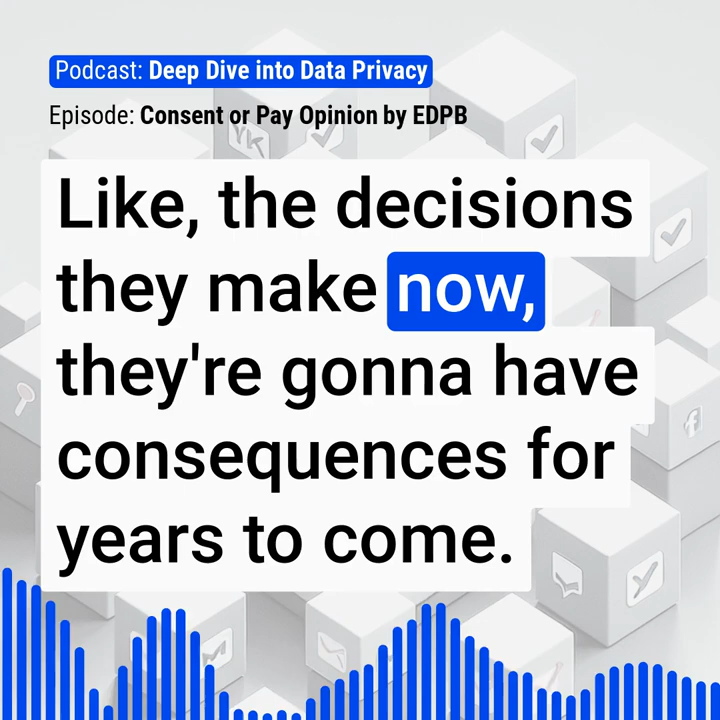 Podcast: Deep Dive into Data Privacy
Episode: Consent or Pay Opinion by EDPB
Like, the decisions
they make now,
they're gonna have
consequences for
years to come.